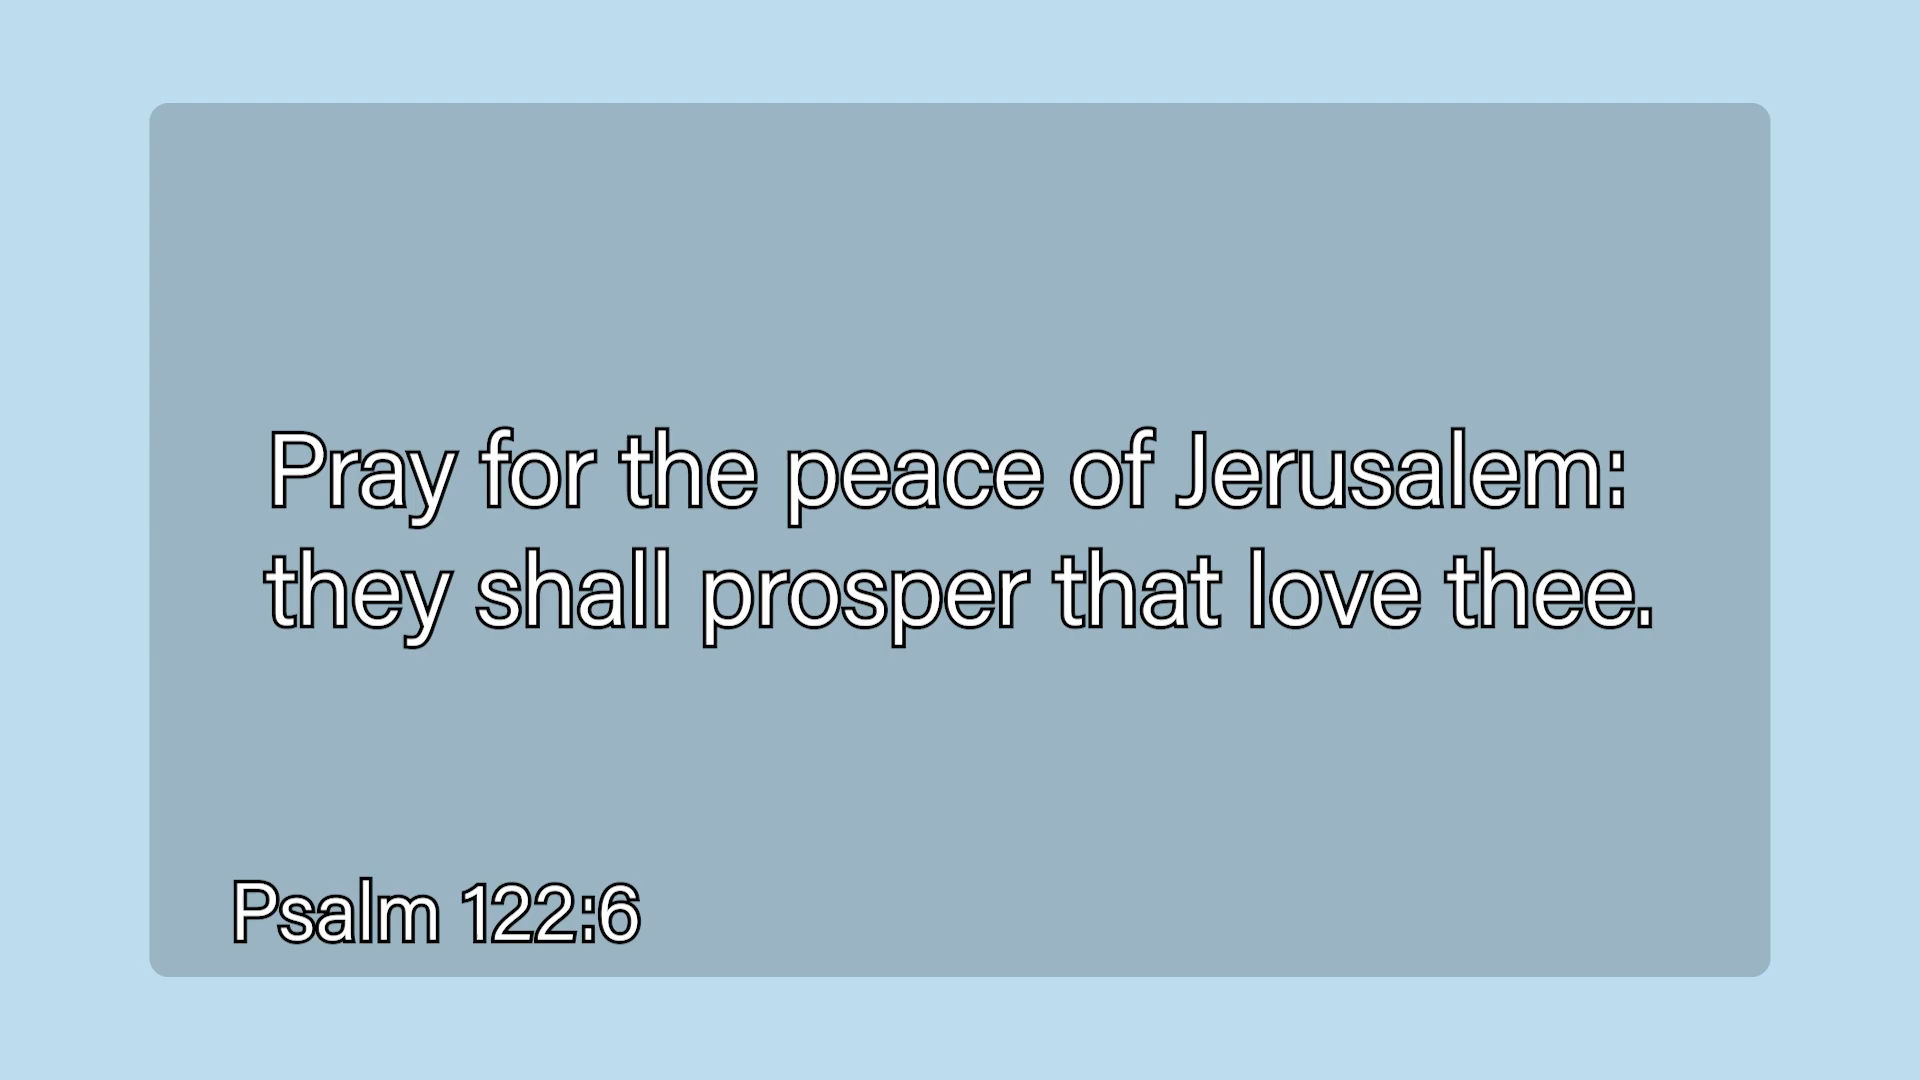 Pray for the peace of Jerusalem:
they shall prosper that love thee.
Psalm 122:6